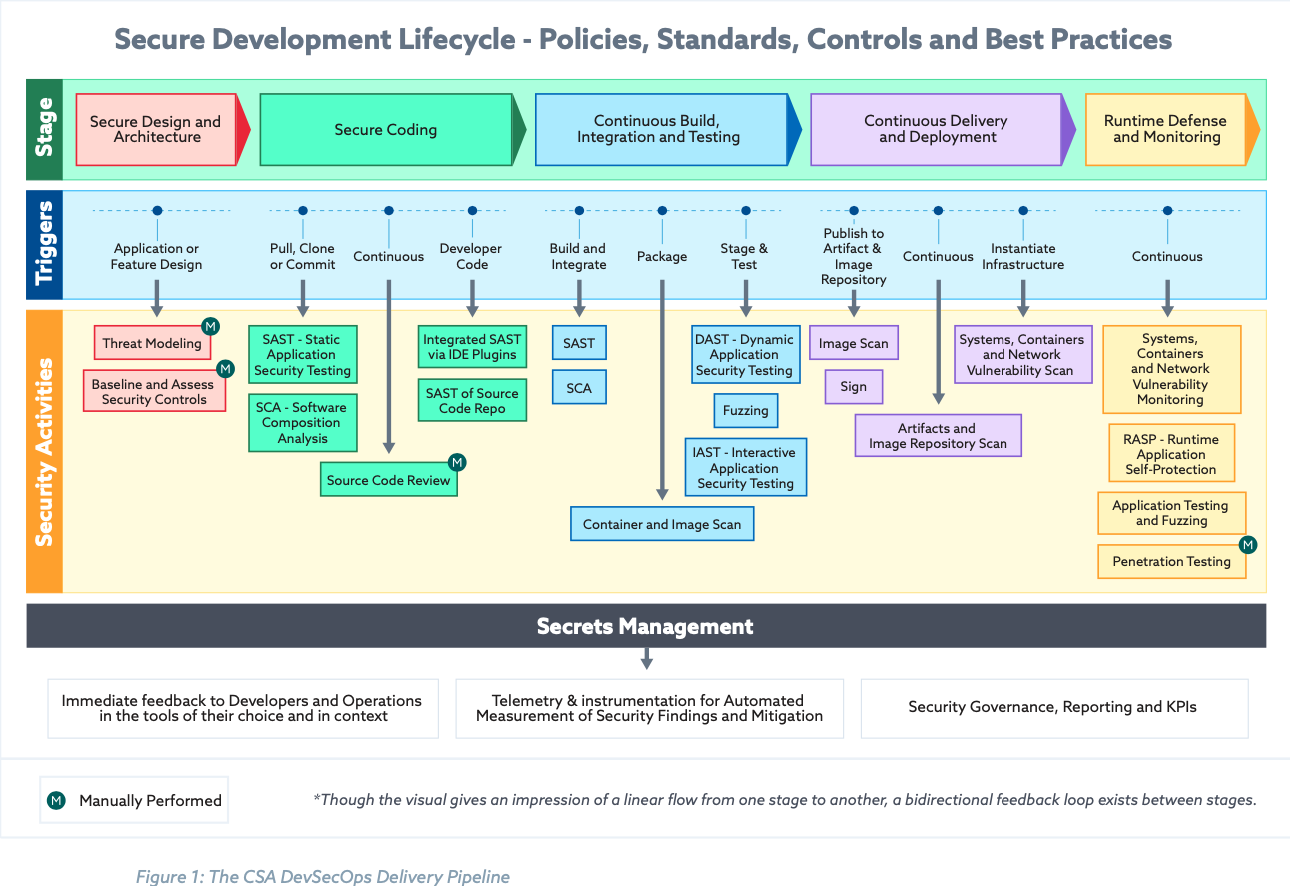 Secure Development Lifecycle - Policies, Standards, Controls and Best Practices
Stage
Secure Design and
Architecture
Secure Coding
Continuous Build,
Integration and Testing
Continuous Delivery
and Deployment
Runtime Defense
and Monitoring
Triggers
Application or
Feature Design
Pull, Clone
or Commit
Continuous
Developer
Code
Build and
Integrate
Package
Stage &
Test
Publish to
Artifact &
Image
Repository
Continuous
Instantiate
Infrastructure
Continuous
Security Activities
Threat Modeling
M
Baseline and Assess
Security Controls
M
SAST - Static
Application
Security Testing
SCA - Software
Composition
Analysis
Source Code Review
M
Integrated SAST
via IDE Plugins
SAST of Source
Code Repo
SAST
SCA
Container and Image Scan
DAST - Dynamic
Application
Security Testing
Fuzzing
IAST - Interactive
Application
Security Testing
Image Scan
Sign
Artifacts and
Image Repository Scan
Systems, Containers
and Network
Vulnerability Scan
Systems,
Containers
and Network
Vulnerability
Monitoring
RASP - Runtime
Application
Self-Protection
Application Testing
and Fuzzing
Penetration Testing
M
Secrets Management
Immediate feedback to Developers and Operations
in the tools of their choice and in context
Telemetry & instrumentation for Automated
Measurement of Security Findings and Mitigation
Security Governance, Reporting and KPIs
M Manually Performed
*Though the visual gives an impression of a linear flow from one stage to another, a bidirectional feedback loop exists between stages.
Figure 1: The CSA DevSecOps Delivery Pipeline